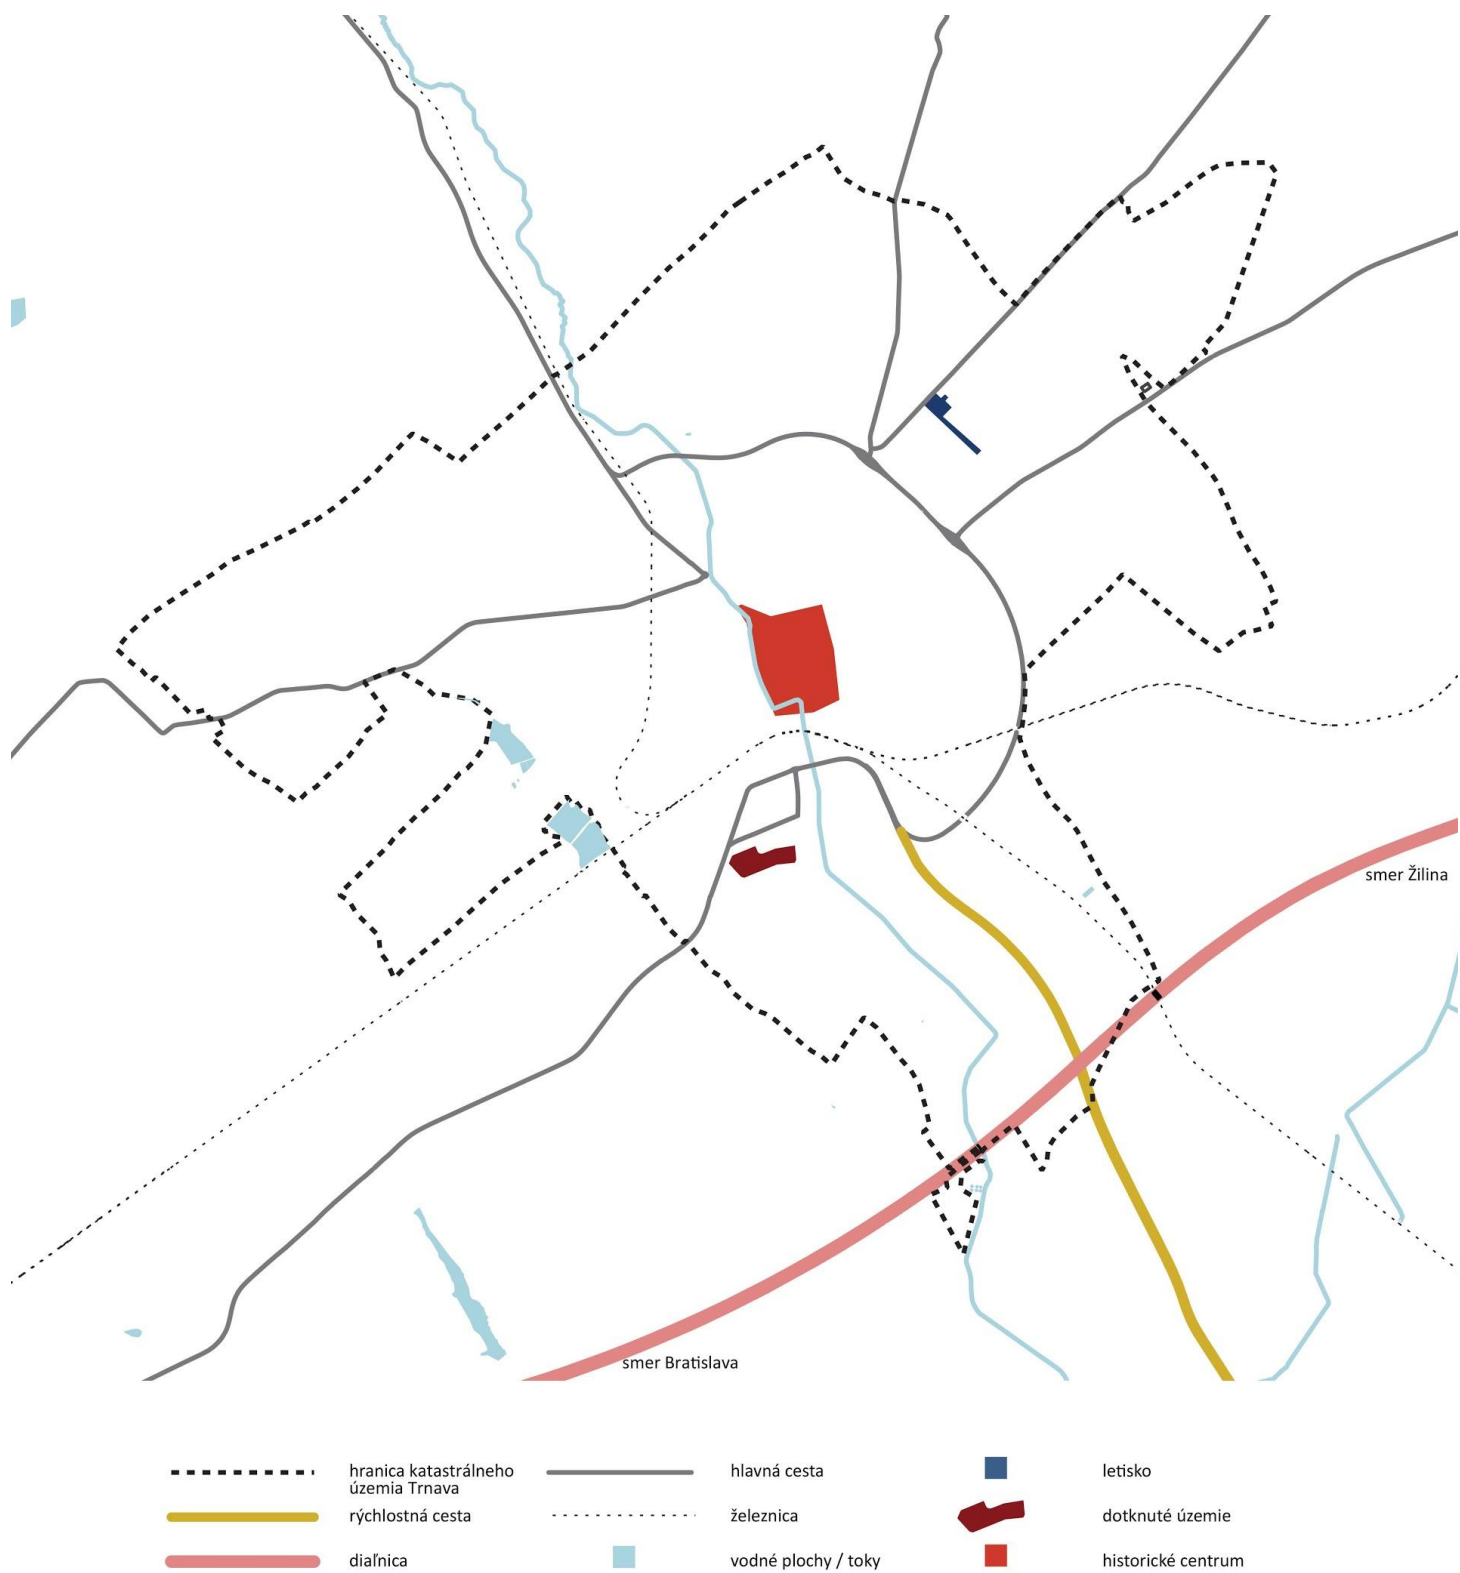 smer Žilina
smer Bratislava
hranica katastrálneho
územia Trnava
hlavná cesta
letisko
rýchlostná cesta
železnica
dotknuté územie
diaľnica
vodné plochy / toky
historické centrum